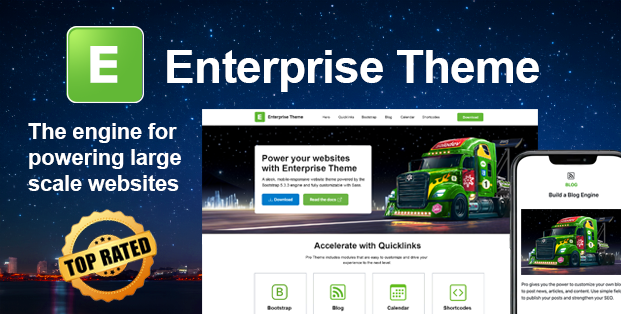 E
Enterprise Theme
The engine for
powering large
scale websites
TOP RATED
E Enterprise Theme
Quicklinks Bootstrap Blog Calendar Shortcodes Download
Power your websites
with Enterprise Theme
A clean, mobile-responsive website theme powered by the
Bootstrap 5.3.3 engine and fully customizable with Sass.
Download
Read the docs
Accelerate with Quicklinks
Pro Theme includes modules that are easy to customize and drive your
experience to the next level.
B
Bootstrap
Blog
Calendar
Shortcodes
BLOG
Build a Blog Engine
Pro gives you the power to customize your own blog
to post news, articles, and content. Use simple
to publish your posts and strengthen your SEO.